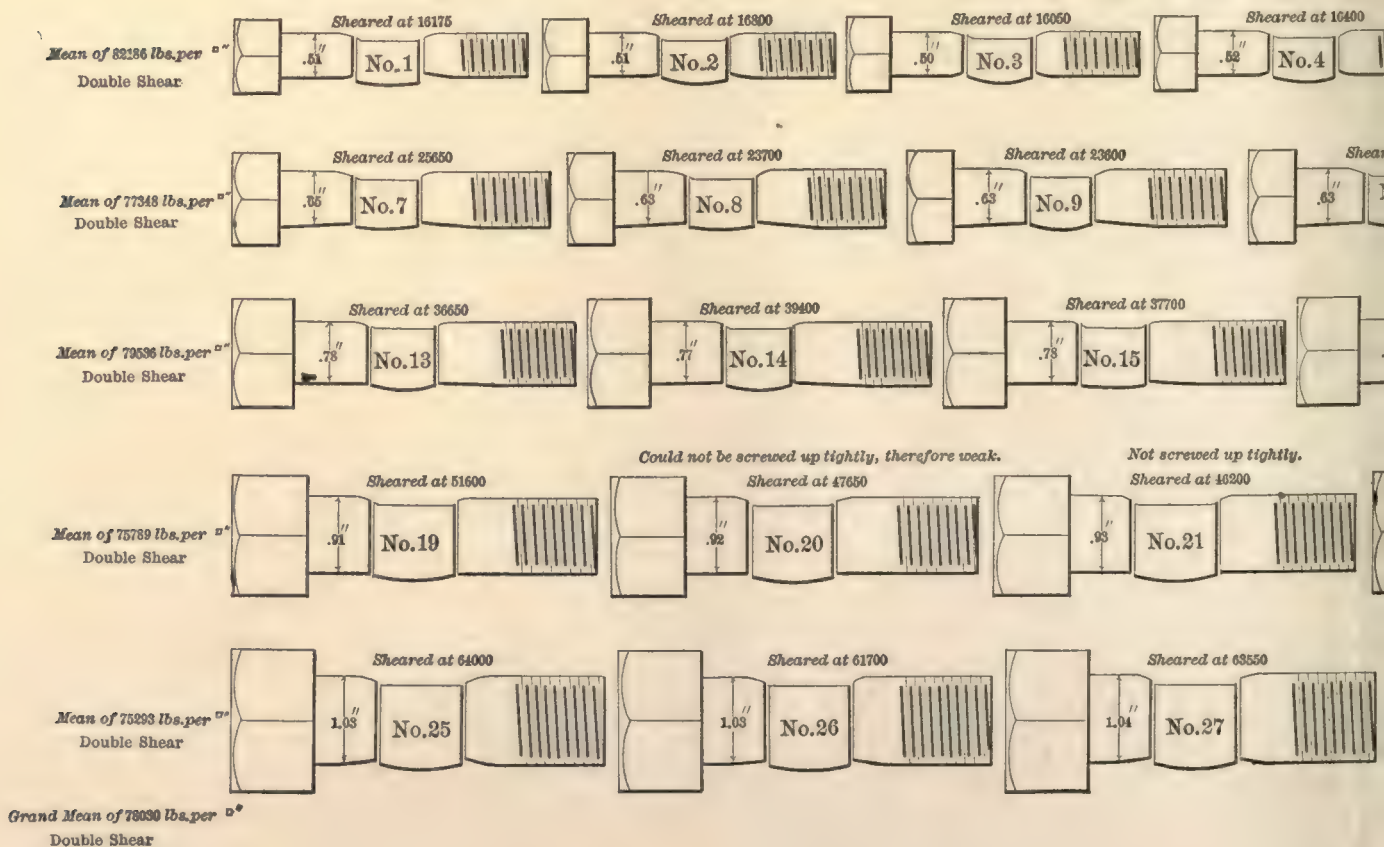 Sheared at 16175 Sheared at 16800 Sheared at 16050 Sheared at 16400
Mean of 82186 lbs. per □"
Double Shear
.51" No.1 .51" No.2 .50" No.3 .52" No.4
Sheared at 25650 Sheared at 23700 Sheared at 23600
Mean of 77348 lbs. per □"
Double Shear
.65" No.7 .63" No.8 .63" No.9 .63"
Sheared at 36650 Sheared at 39400 Sheared at 37700
Mean of 79536 lbs. per □"
Double Shear
.78" No.13 .77" No.14 .78" No.15
Could not be screwed up tightly, therefore weak. Not screwed up tightly.
Sheared at 51600 Sheared at 47650 Sheared at 46200
Mean of 75789 lbs. per □"
Double Shear
.91" No.19 .92" No.20 .93" No.21
Sheared at 64000 Sheared at 61700 Sheared at 63550
Mean of 75293 lbs. per □"
Double Shear
1.03" No.25 1.03" No.26 1.04" No.27
Grand Mean of 78030 lbs. per □"
Double Shear